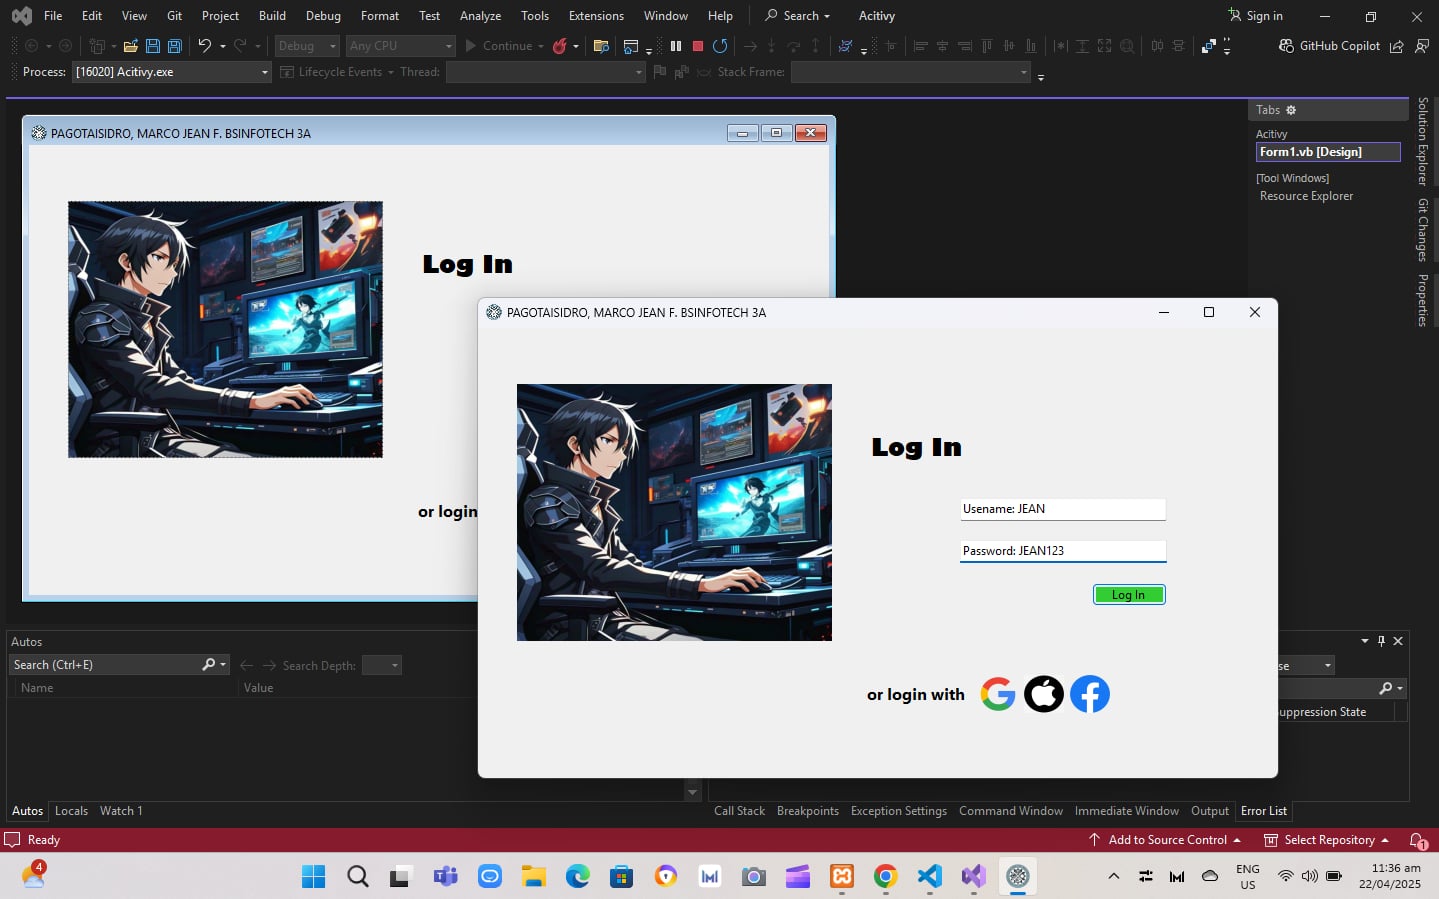 File Edit View Git Project Build Debug Format Test Analyze Tools Extensions Window Help Search Acitivy Sign in
Debug Any CPU Continue GitHub Copilot
Process: [16020] Acitivy.exe Lifecycle Events Thread: Stack Frame:
Tabs
Acitivy
Form1.vb [Design]
[Tool Windows]
Resource Explorer
Solution Explorer
Git Changes
Properties
PAGOTAISIDRO, MARCO JEAN F. BSINFOTECH 3A
Log In
or login
PAGOTAISIDRO, MARCO JEAN F. BSINFOTECH 3A
Log In
Usename: JEAN
Password: JEAN123
Log In
or login with
Autos
Search (Ctrl+E) Search Depth:
Name Value
se
uppression State
Autos Locals Watch 1
Call Stack Breakpoints Exception Settings Command Window Immediate Window Output Error List
Ready Add to Source Control Select Repository 1
4
ENG
US
11:36 am
22/04/2025